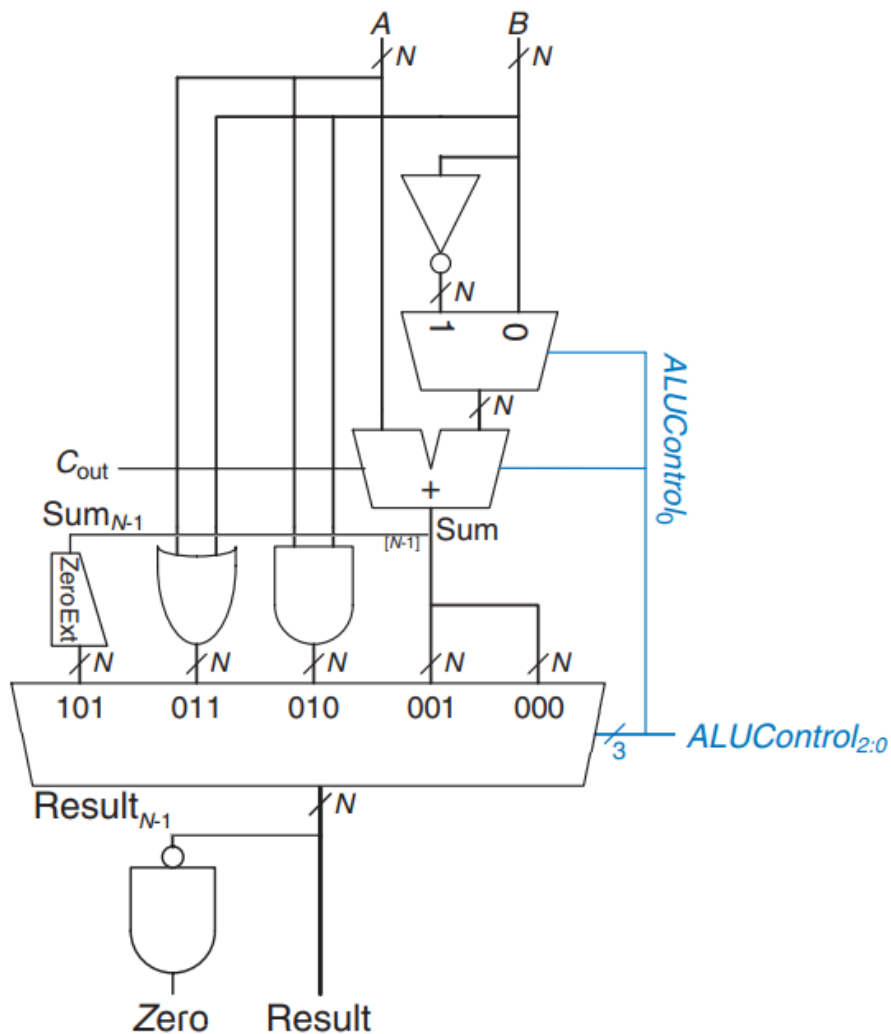 A B
N N
N
1 0
N
ALUControl0
Cout
+
SumN-1
[N-1] Sum
ZeroExt
N N N N N
101 011 010 001 000
3 ALUControl2:0
ResultN-1 N
Zero Result